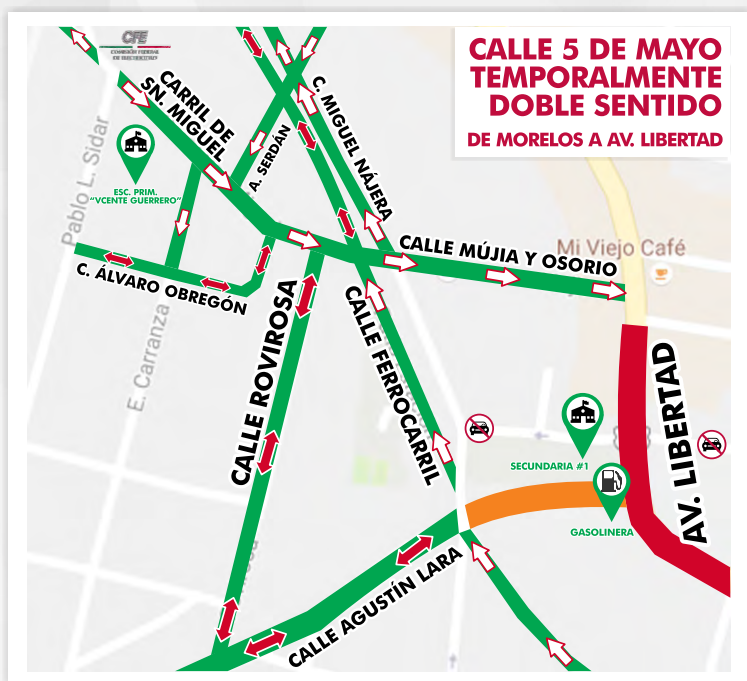 CALLE 5 DE MAYO
TEMPORALMENTE
DOBLE SENTIDO
DE MORELOS A AV. LIBERTAD
CFE
CARRIL DE
SN. MIGUEL
C. MIGUEL NÁJERA
A. SERDÁN
Pablo L. Sidar
ESC. PRIM.
"VCENTE GUERRERO"
CALLE MÚJIA Y OSORIO
Mi Viejo Café
C. ÁLVARO OBREGÓN
E. Carranza
CALLE ROVIROSA
CALLE FERROCARRIL
AV. LIBERTAD
SECUNDARIA #1
GASOLINERA
CALLE AGUSTÍN LARA